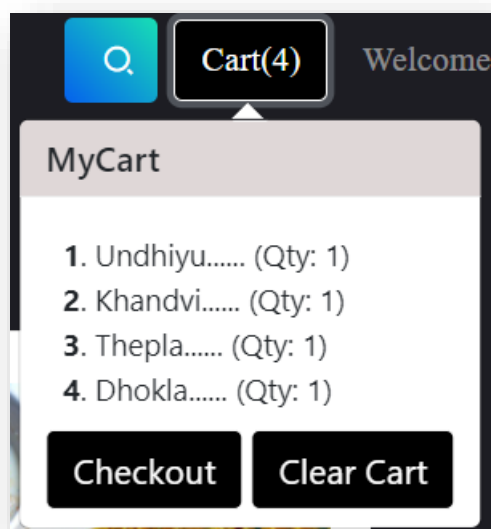 Cart(4) Welcome
MyCart
1. Undhiyu...... (Qty: 1)
2. Khandvi...... (Qty: 1)
3. Thepla...... (Qty: 1)
4. Dhokla...... (Qty: 1)
Checkout Clear Cart